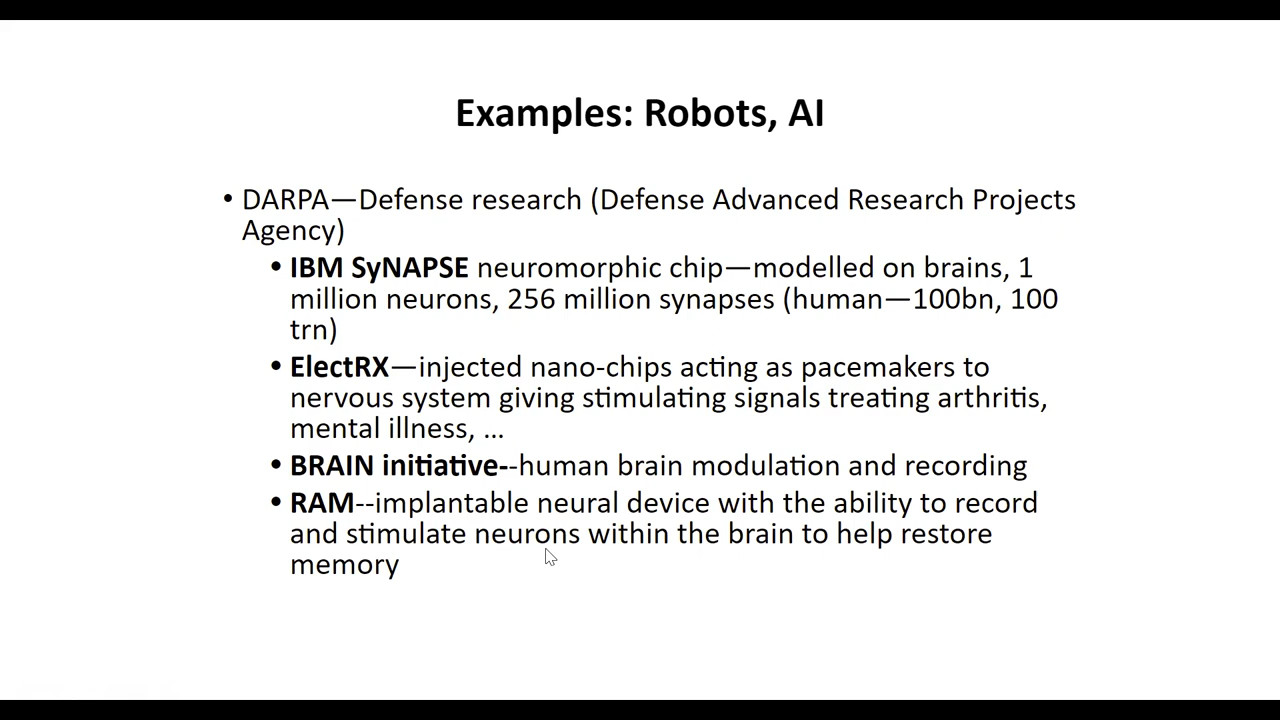 Examples: Robots, AI
• DARPA—Defense research (Defense Advanced Research Projects
Agency)
• IBM SyNAPSE neuromorphic chip—modelled on brains, 1
million neurons, 256 million synapses (human—100bn, 100
trn)
• ElectRX—injected nano-chips acting as pacemakers to
nervous system giving stimulating signals treating arthritis,
mental illness, …
• BRAIN initiative--human brain modulation and recording
• RAM--implantable neural device with the ability to record
and stimulate neurons within the brain to help restore
memory